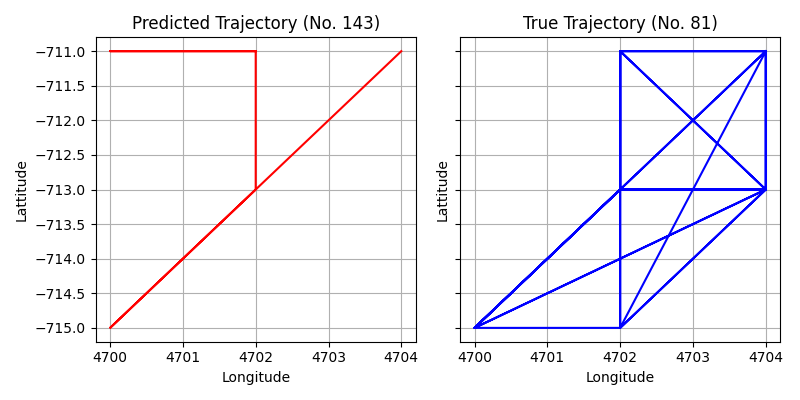 Predicted Trajectory (No. 143)
True Trajectory (No. 81)
Lattitude
−711.0
−711.5
−712.0
−712.5
−713.0
−713.5
−714.0
−714.5
−715.0
4700 4701 4702 4703 4704
Longitude
Lattitude
4700 4701 4702 4703 4704
Longitude